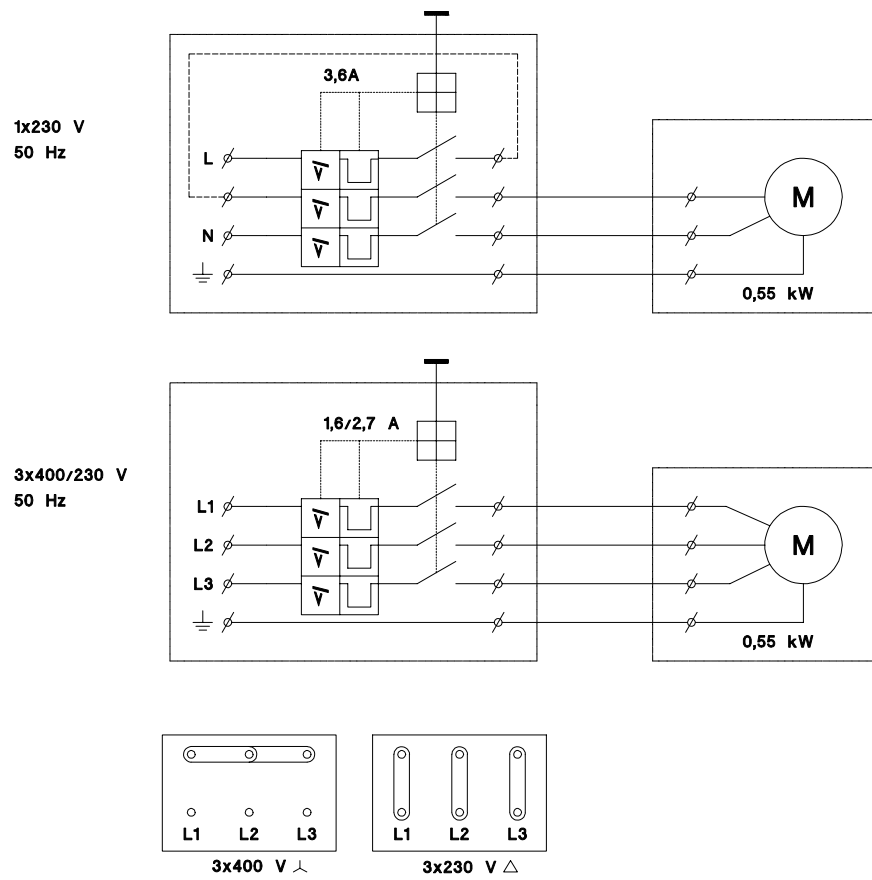 3,6A
1x230 V
50 Hz
L
N
M
0,55 kW
1,6/2,7 A
3x400/230 V
50 Hz
L1
L2
L3
M
0,55 kW
L1 L2 L3
3x400 V
L1 L2 L3
3x230 V